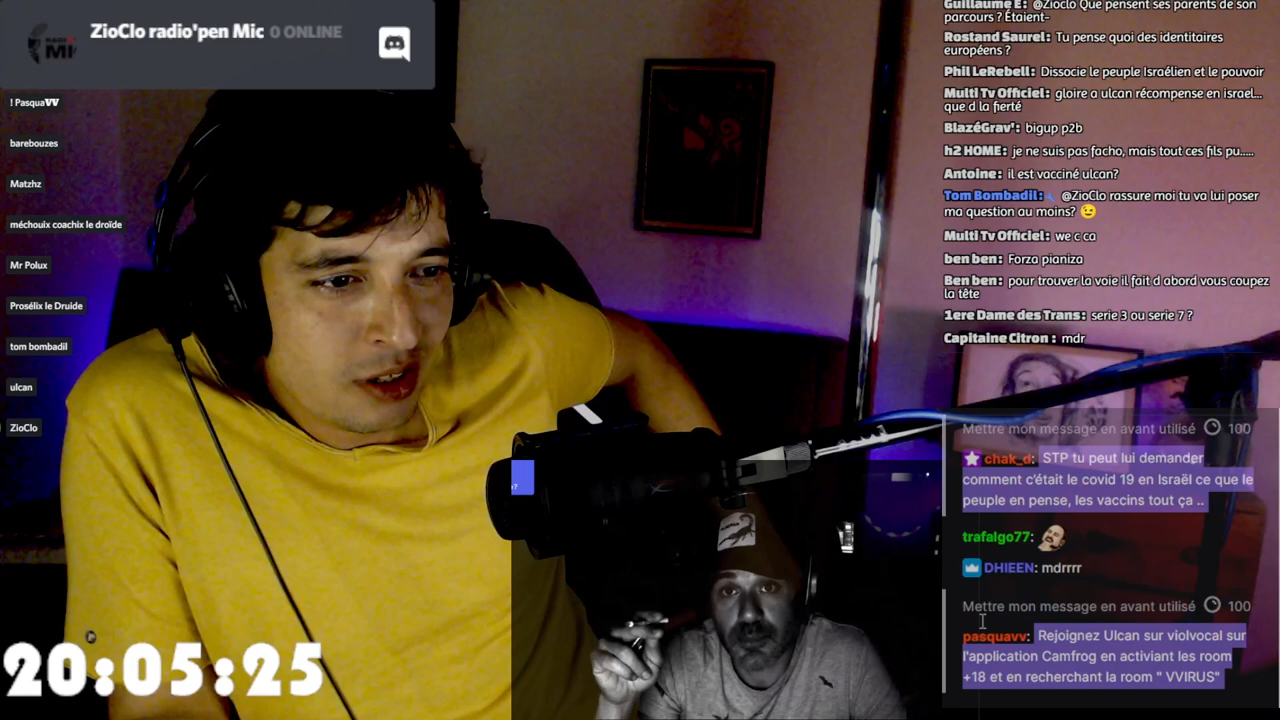 ZioClo radio'pen Mic 0 ONLINE
! PasquaVV
barebouzes
Matzhz
méchouix coachix le droïde
Mr Polux
Prosélix le Druide
tom bombadil
ulcan
ZioClo
20:05:25
Guillaume E: @ZioClo Que pensent ses parents de son
parcours ? Étaient-
Rostand Saurel: Tu pense quoi des identitaires
européens ?
Phil LeRebell: Dissocie le peuple Israélien et le pouvoir
Multi Tv Officiel: gloire a ulcan récompense en israel...
que d la fierté
BlazéGrav': bigup p2b
h2 HOME: je ne suis pas facho, mais tout ces fils pu.....
Antoine: il est vacciné ulcan?
Tom Bombadil: @ZioClo rassure moi tu va lui poser
ma question au moins? 😉
Multi Tv Officiel: we c ca
ben ben: Forza pianiza
Ben ben: pour trouver la voie il fait d abord vous coupez
la tête
1ere Dame des Trans: serie 3 ou serie 7 ?
Capitaine Citron : mdr
Mettre mon message en avant utilisé 100
chak_d: STP tu peut lui demander
comment c'était le covid 19 en Israël ce que le
peuple en pense, les vaccins tout ça ..
trafalgo77:
DHIEEN: mdrrrr
Mettre mon message en avant utilisé 100
pasquavv: Rejoignez Ulcan sur violvocal sur
l'application Camfrog en activiant les room
+18 et en recherchant la room " VVIRUS"